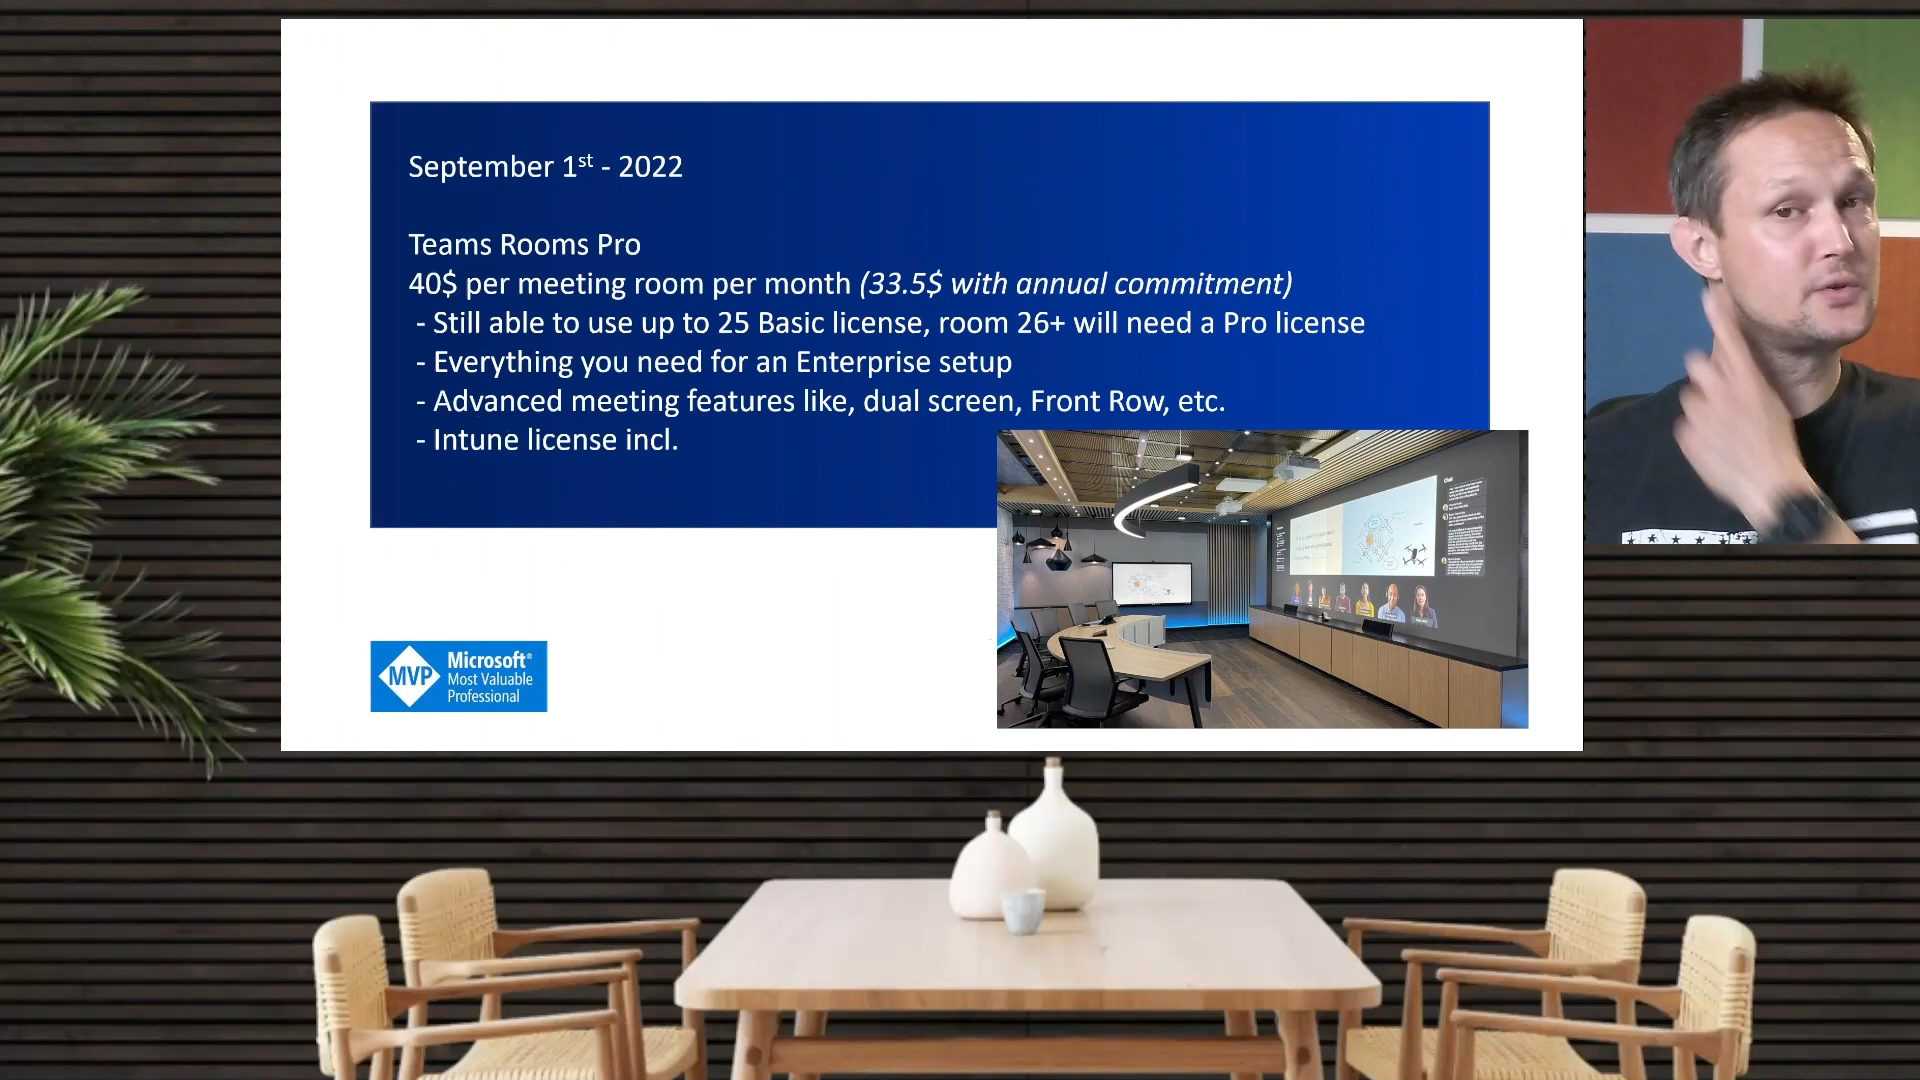 September 1st - 2022
Teams Rooms Pro
40$ per meeting room per month (33.5$ with annual commitment)
- Still able to use up to 25 Basic license, room 26+ will need a Pro license
- Everything you need for an Enterprise setup
- Advanced meeting features like, dual screen, Front Row, etc.
- Intune license incl.
MVP
Microsoft®
Most Valuable
Professional